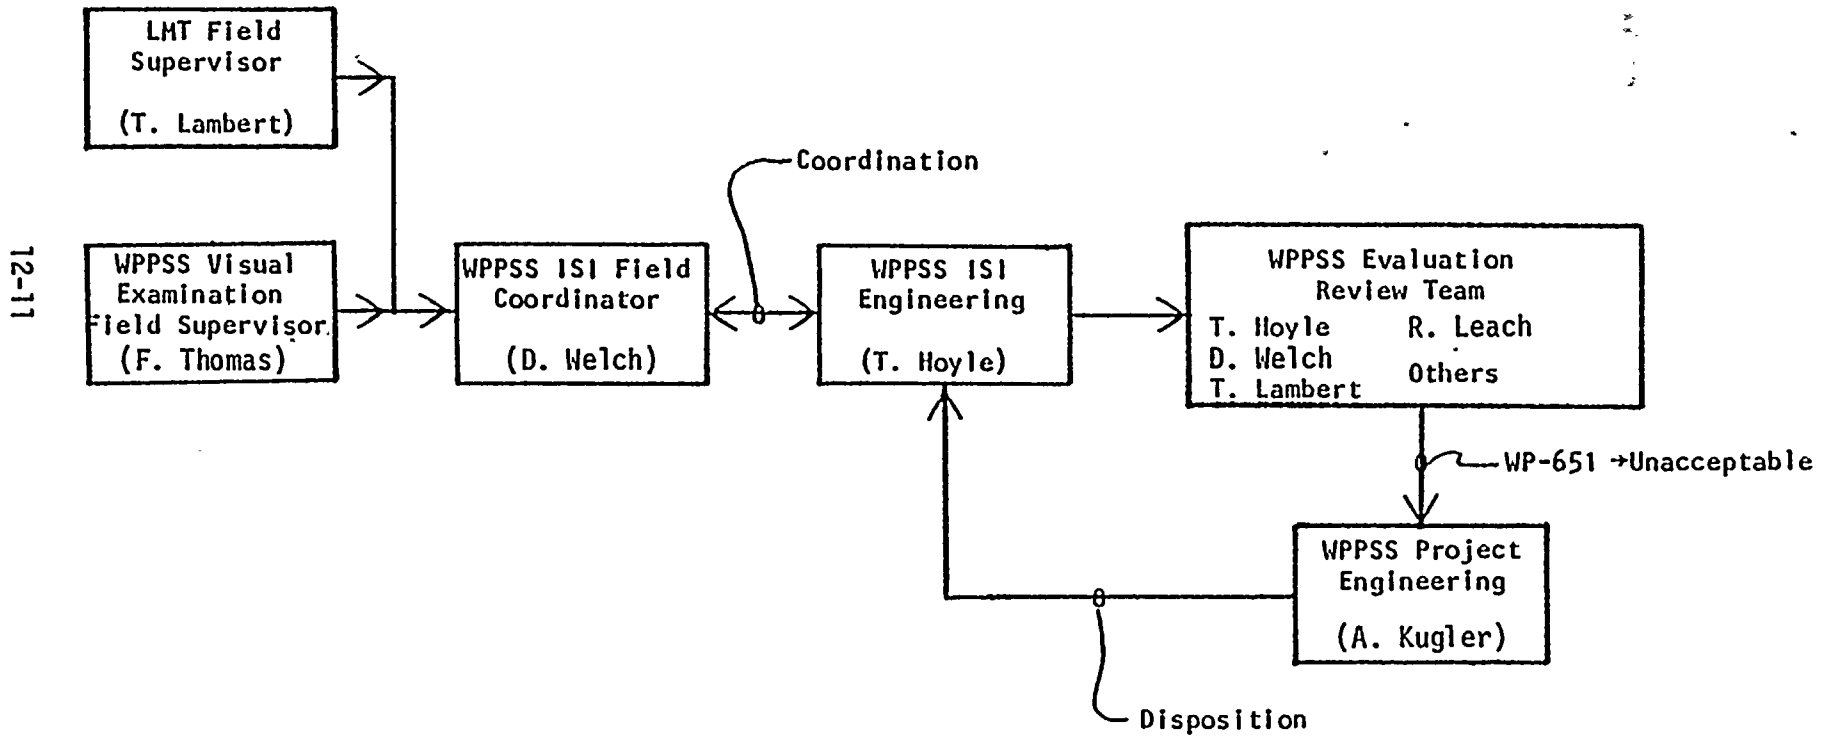 LMT Field
Supervisor
(T. Lambert)
Coordination
12-11
WPPSS Visual
Examination
Field Supervisor
(F. Thomas)
WPPSS ISI Field
Coordinator
(D. Welch)
WPPSS ISI
Engineering
(T. Hoyle)
WPPSS Evaluation
Review Team
T. Hoyle R. Leach
D. Welch
Others
T. Lambert
WP-651 →Unacceptable
WPPSS Project
Engineering
(A. Kugler)
Disposition